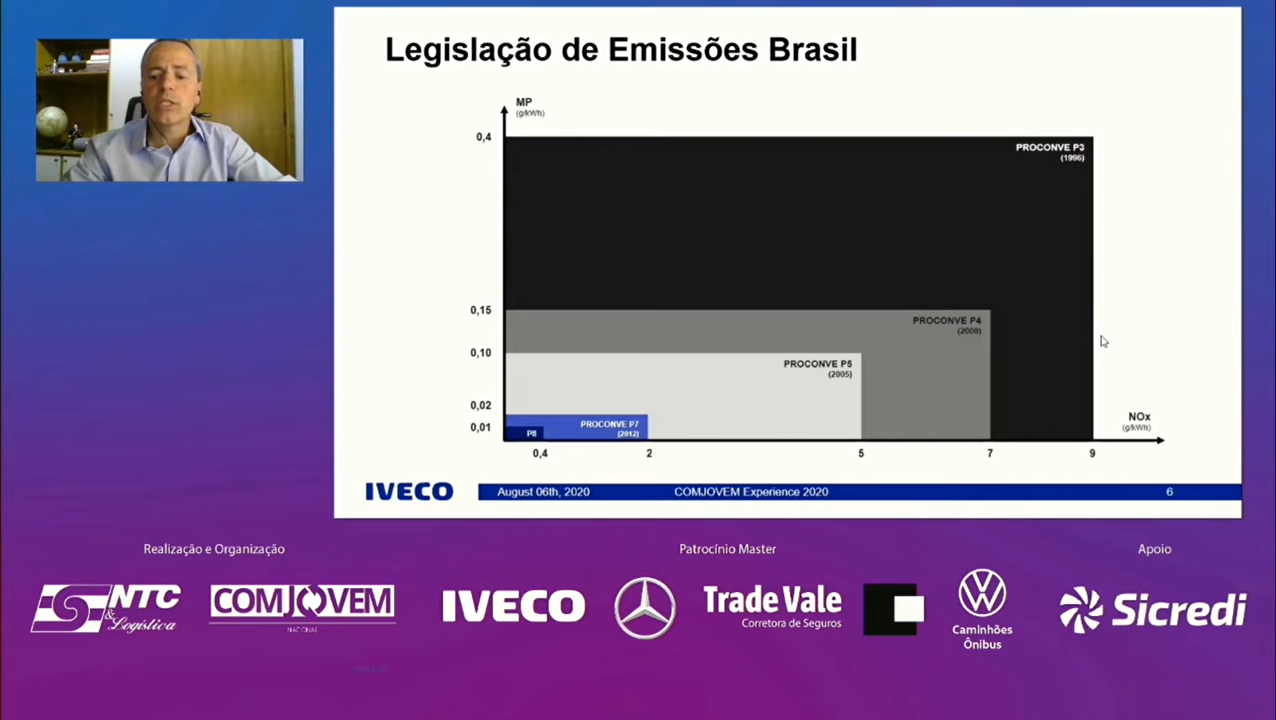 Legislação de Emissões Brasil
MP
(g/kWh)
0,4
PROCONVE P3
(1996)
0,15
PROCONVE P4
(2000)
0,10
PROCONVE P5
(2005)
0,02
PROCONVE P7
(2012)
0,01
P8
NOx
(g/kWh)
0,4
2
5
7
9
IVECO
August 06th, 2020
COMJOVEM Experience 2020
6
Realização e Organização
Patrocínio Master
Apoio
NTC
& Logística
COMJOVEM
NACIONAL
IVECO
Trade Vale
Corretora de Seguros
Caminhões
Ônibus
Sicredi